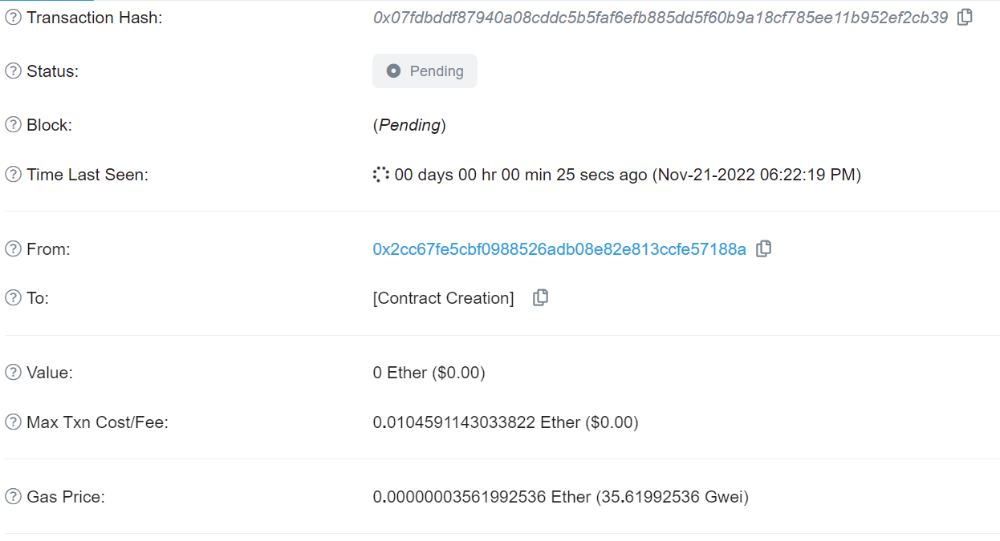 Transaction Hash: 0x07fdbddf87940a08cddc5b5faf6efb885dd5f60b9a18cf785ee11b952ef2cb39
Status: Pending
Block: (Pending)
Time Last Seen: 00 days 00 hr 00 min 25 secs ago (Nov-21-2022 06:22:19 PM)
From: 0x2cc67fe5cbf0988526adb08e82e813ccfe57188a
To: [Contract Creation]
Value: 0 Ether ($0.00)
Max Txn Cost/Fee: 0.0104591143033822 Ether ($0.00)
Gas Price: 0.00000003561992536 Ether (35.61992536 Gwei)